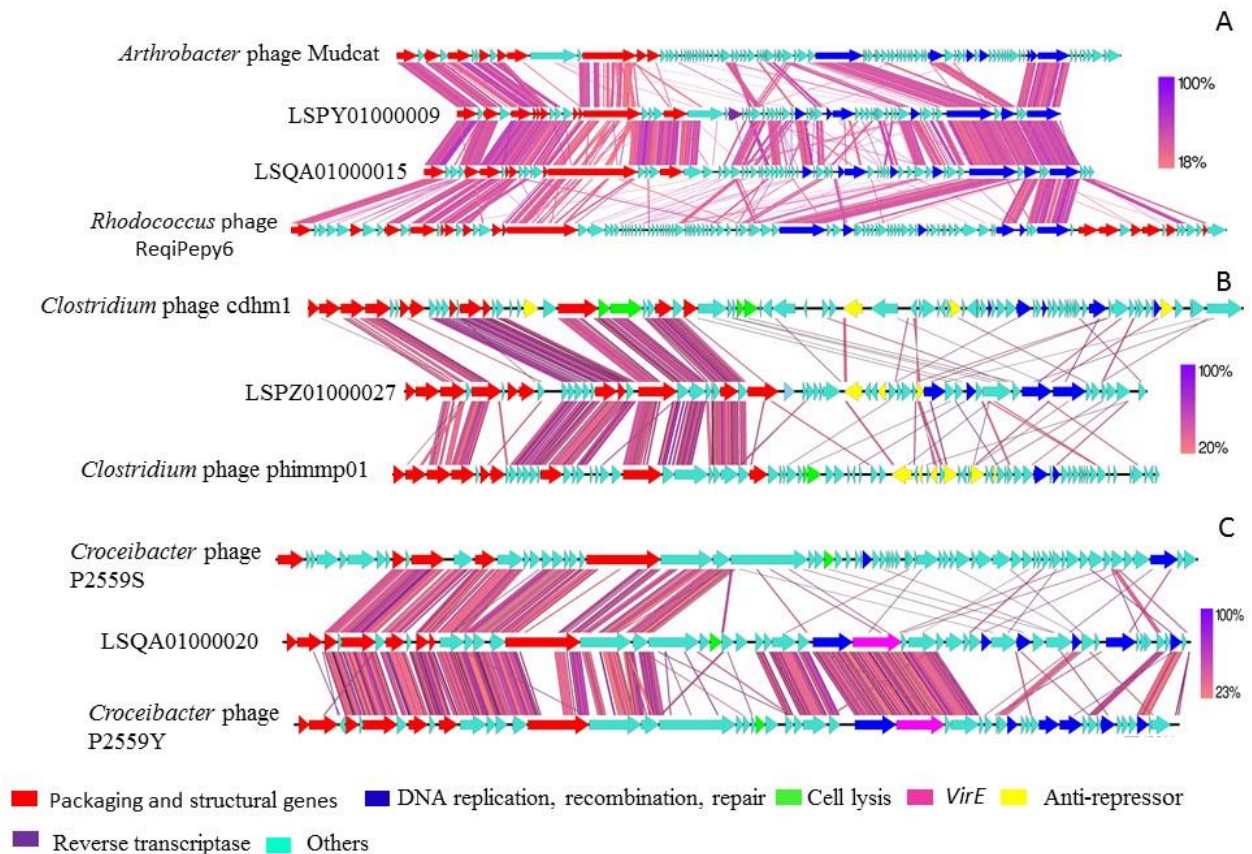 A
Arthrobacter phage Mudcat
100%
LSPY01000009
18%
LSQA01000015
Rhodococcus phage
ReqiPepy6
B
Clostridium phage cdhm1
100%
LSPZ01000027
20%
Clostridium phage phimmp01
C
Croceibacter phage
P2559S
100%
LSQA01000020
23%
Croceibacter phage
P2559Y
Packaging and structural genes DNA replication, recombination, repair Cell lysis VirE Anti-repressor
Reverse transcriptase Others